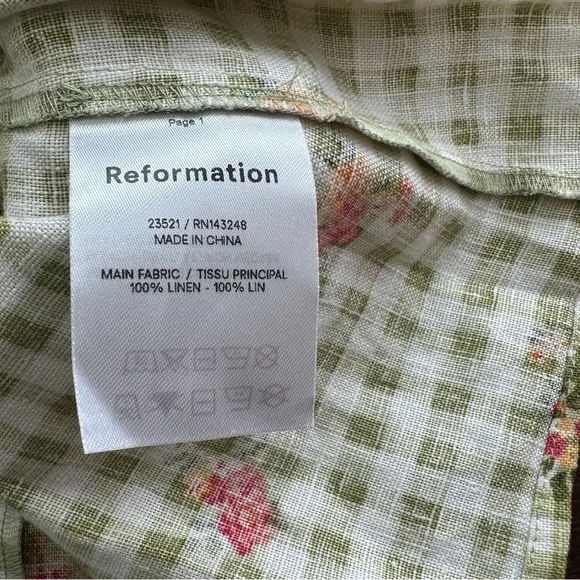 Page 1
Reformation
23521 / RN143248
MADE IN CHINA
MAIN FABRIC / TISSU PRINCIPAL
100% LINEN - 100% LIN